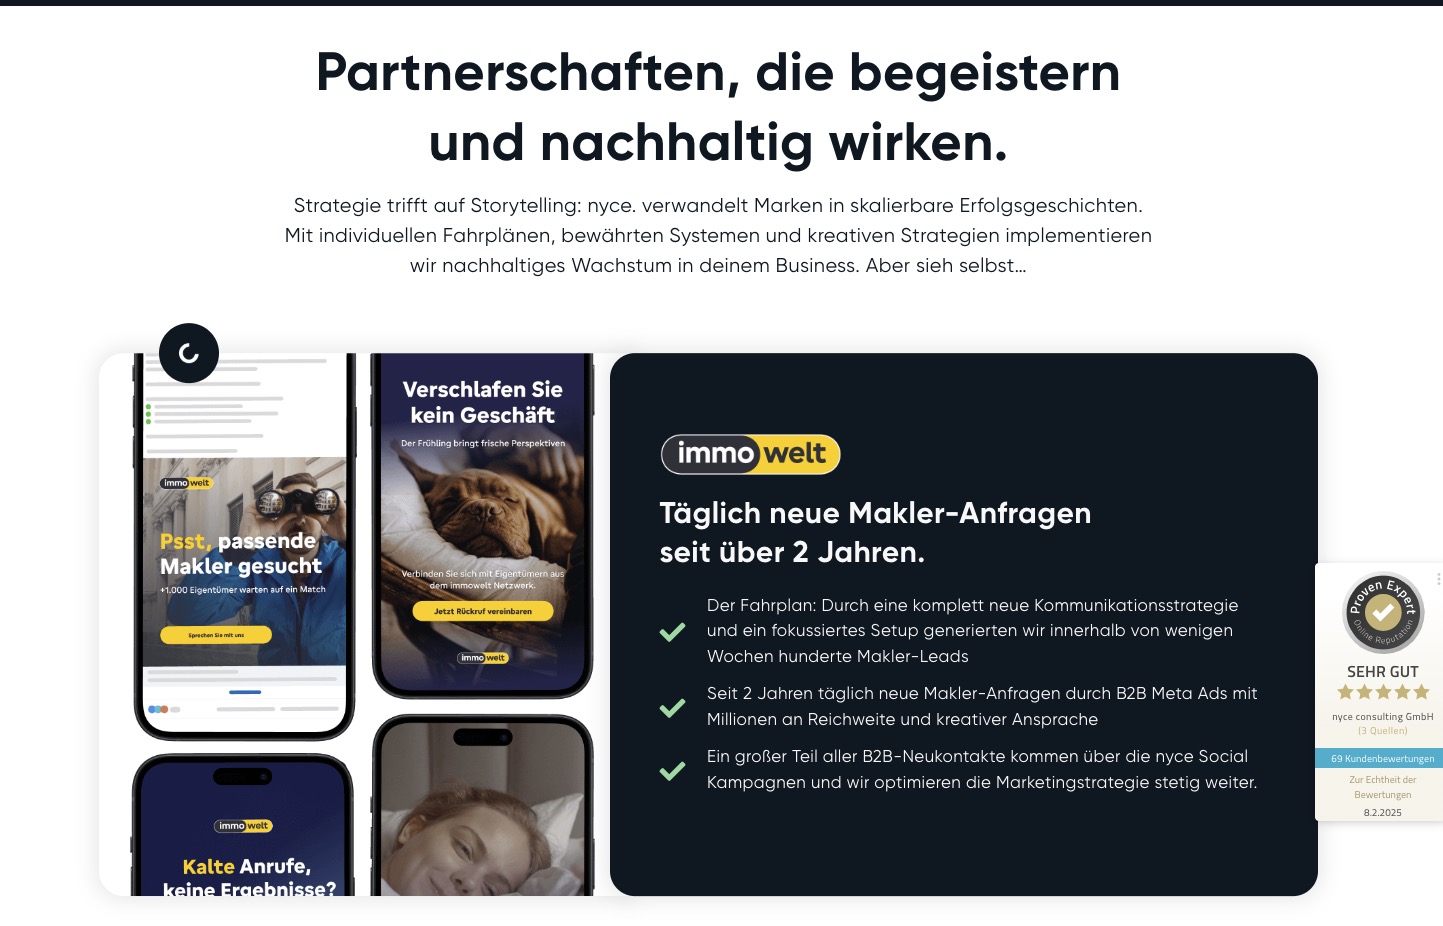 Partnerschaften, die begeistern
und nachhaltig wirken.
Strategie trifft auf Storytelling: nyce. verwandelt Marken in skalierbare Erfolgsgeschichten.
Mit individuellen Fahrplänen, bewährten Systemen und kreativen Strategien implementieren
wir nachhaltiges Wachstum in deinem Business. Aber sieh selbst...
immowelt
Psst, passende
Makler gesucht
+1.000 Eigentümer warten auf ein Match
Sprechen Sie mit uns
Verschlafen Sie
kein Geschäft
Der Frühling bringt frische Perspektiven
Verbinden Sie sich mit Eigentümern aus
dem immowelt Netzwerk.
Jetzt Rückruf vereinbaren
immowelt
immowelt
Kalte Anrufe,
keine Ergebnisse?
immowelt
Täglich neue Makler-Anfragen
seit über 2 Jahren.
Der Fahrplan: Durch eine komplett neue Kommunikationsstrategie
und ein fokussiertes Setup generierten wir innerhalb von wenigen
Wochen hunderte Makler-Leads
Seit 2 Jahren täglich neue Makler-Anfragen durch B2B Meta Ads mit
Millionen an Reichweite und kreativer Ansprache
Ein großer Teil aller B2B-Neukontakte kommen über die nyce Social
Kampagnen und wir optimieren die Marketingstrategie stetig weiter.
Proven Expert
Online Reputation
SEHR GUT
nyce consulting GmbH
(3 Quellen)
69 Kundenbewertungen
Zur Echtheit der
Bewertungen
8.2.2025